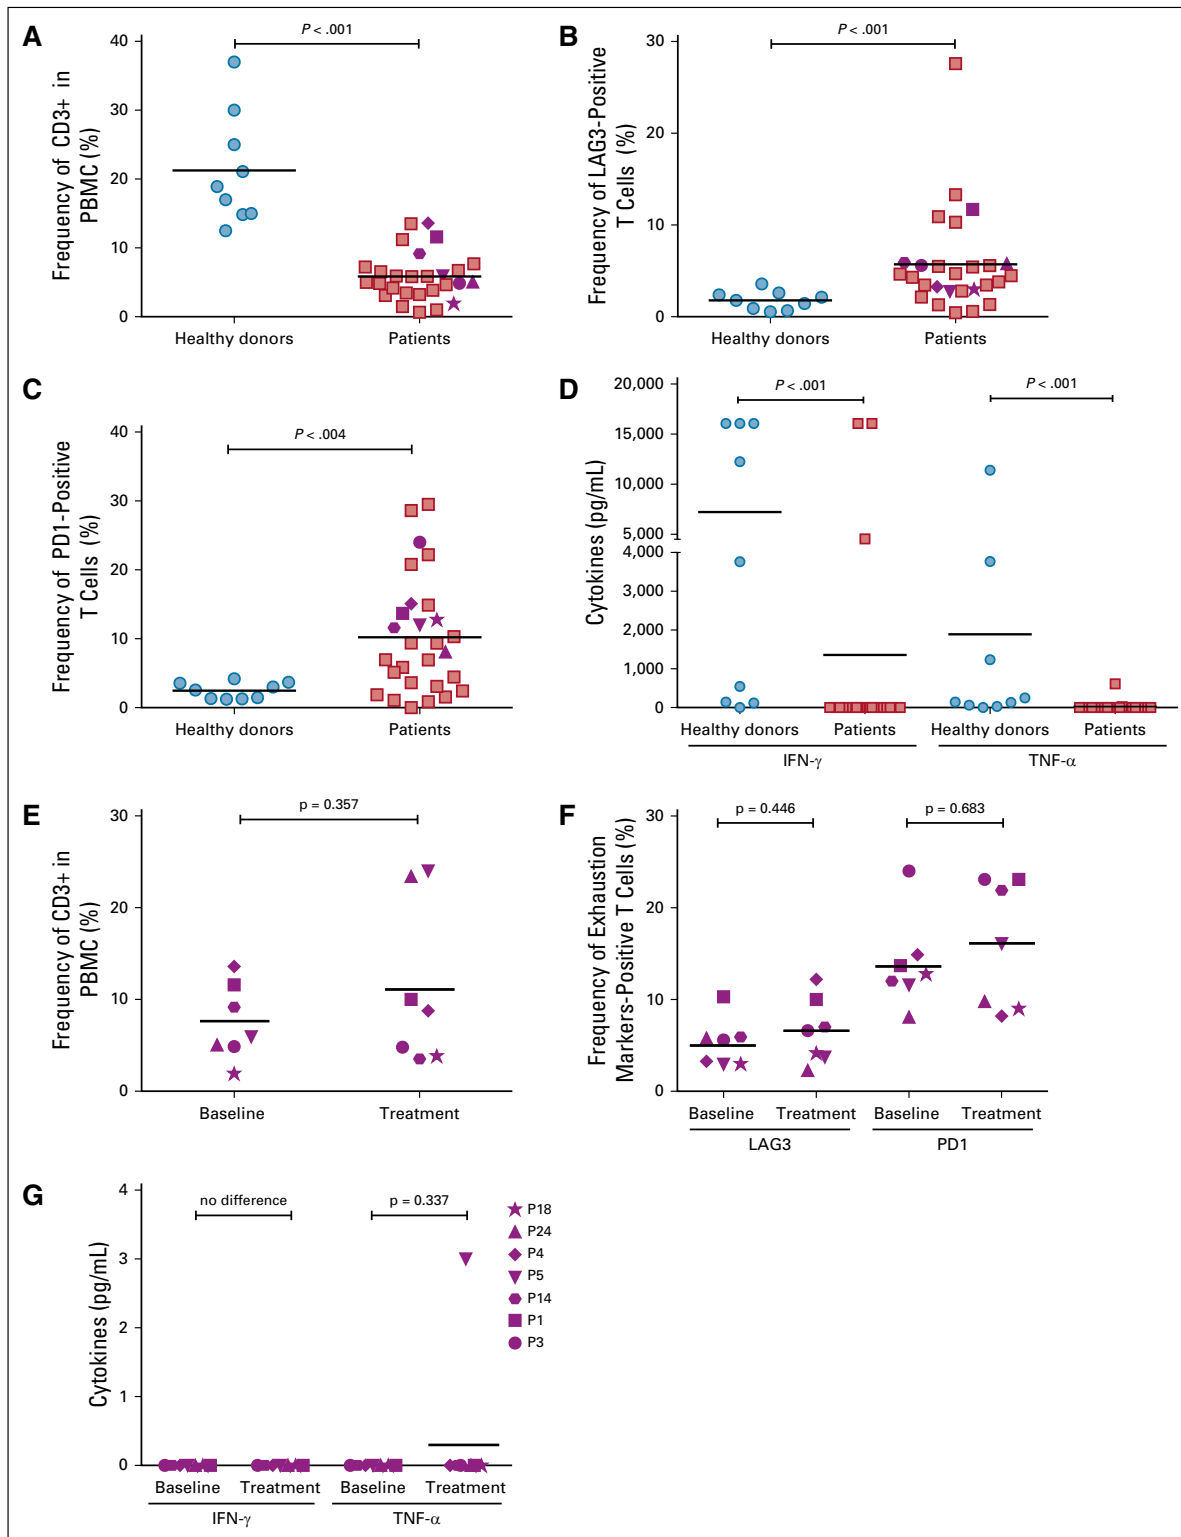 A
Frequency of CD3+ in
PBMC (%)
40
30
20
10
0
P < .001
Healthy donors
Patients
B
Frequency of LAG3-Positive
T Cells (%)
30
20
10
0
P < .001
Healthy donors
Patients
C
Frequency of PD1-Positive
T Cells (%)
40
30
20
10
0
P < .004
Healthy donors
Patients
D
Cytokines (pg/mL)
20,000
15,000
10,000
5,000
4,000
3,000
2,000
1,000
0
P < .001
P < .001
Healthy donors
Patients
Healthy donors
Patients
IFN-γ
TNF-α
E
Frequency of CD3+ in
PBMC (%)
30
20
10
0
p = 0.357
Baseline
Treatment
F
Frequency of Exhaustion
Markers-Positive T Cells (%)
30
20
10
0
p = 0.446
p = 0.683
Baseline
Treatment
Baseline
Treatment
LAG3
PD1
G
Cytokines (pg/mL)
4
3
2
1
0
no difference
p = 0.337
P18
P24
P4
P5
P14
P1
P3
Baseline
Treatment
Baseline
Treatment
IFN-γ
TNF-α